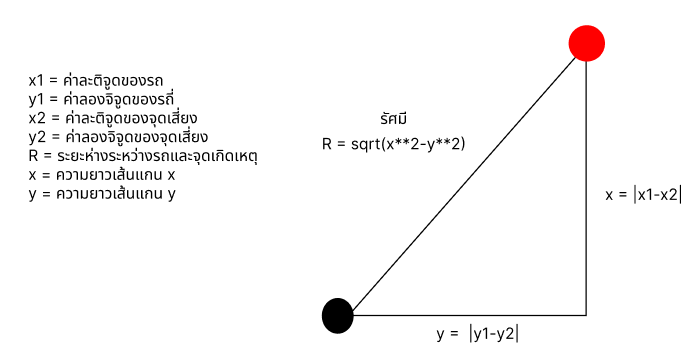 x1 = ค่าละติจูดของรถ
y1 = ค่าลองจิจูดของรถี่
x2 = ค่าละติจูดของจุดเสี่ยง
y2 = ค่าลองจิจูดของจุดเสี่ยง
R = ระยะห่างระหว่างรถและจุดเกิดเหตุ
x = ความยาวเส้นแกน x
y = ความยาวเส้นแกน y
รัศมี
R = sqrt(x**2-y**2)
x = |x1-x2|
y = |y1-y2|